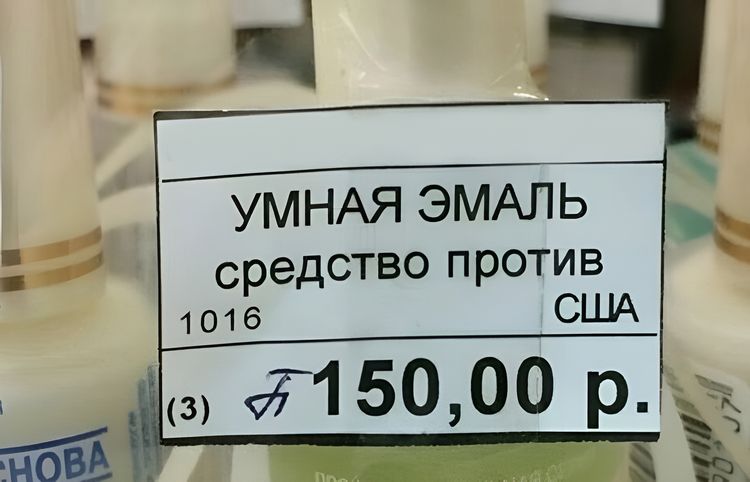 УМНАЯ ЭМАЛЬ
средство против
1016 США
(3) 150,00 р.
СНОВА